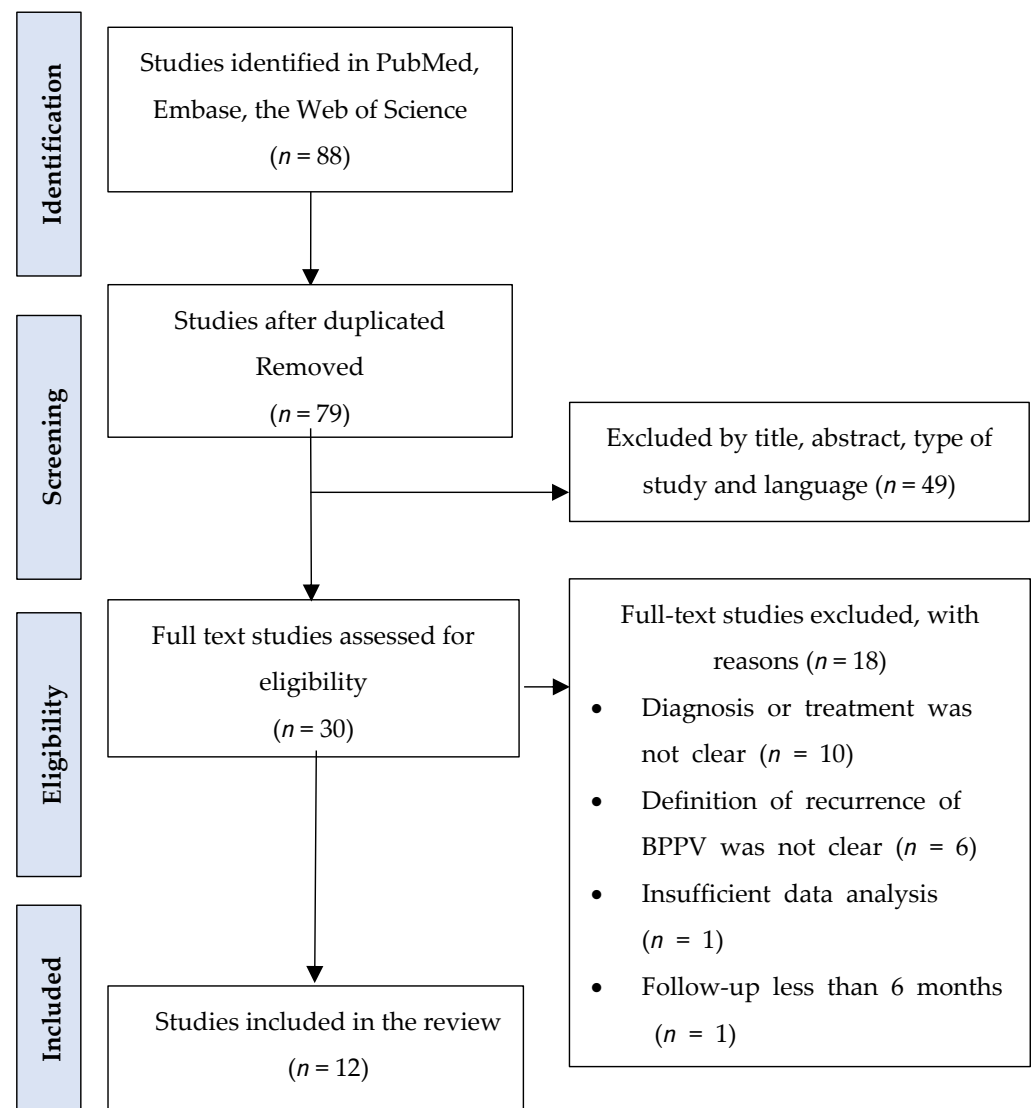 Identification
Studies identified in PubMed,
Embase, the Web of Science
(n = 88)
Screening
Studies after duplicated
Removed
(n = 79)
Excluded by title, abstract, type of
study and language (n = 49)
Eligibility
Full text studies assessed for
eligibility
(n = 30)
Full-text studies excluded, with
reasons (n = 18)
• Diagnosis or treatment was
not clear (n = 10)
• Definition of recurrence of
BPPV was not clear (n = 6)
• Insufficient data analysis
(n = 1)
• Follow-up less than 6 months
(n = 1)
Included
Studies included in the review
(n = 12)